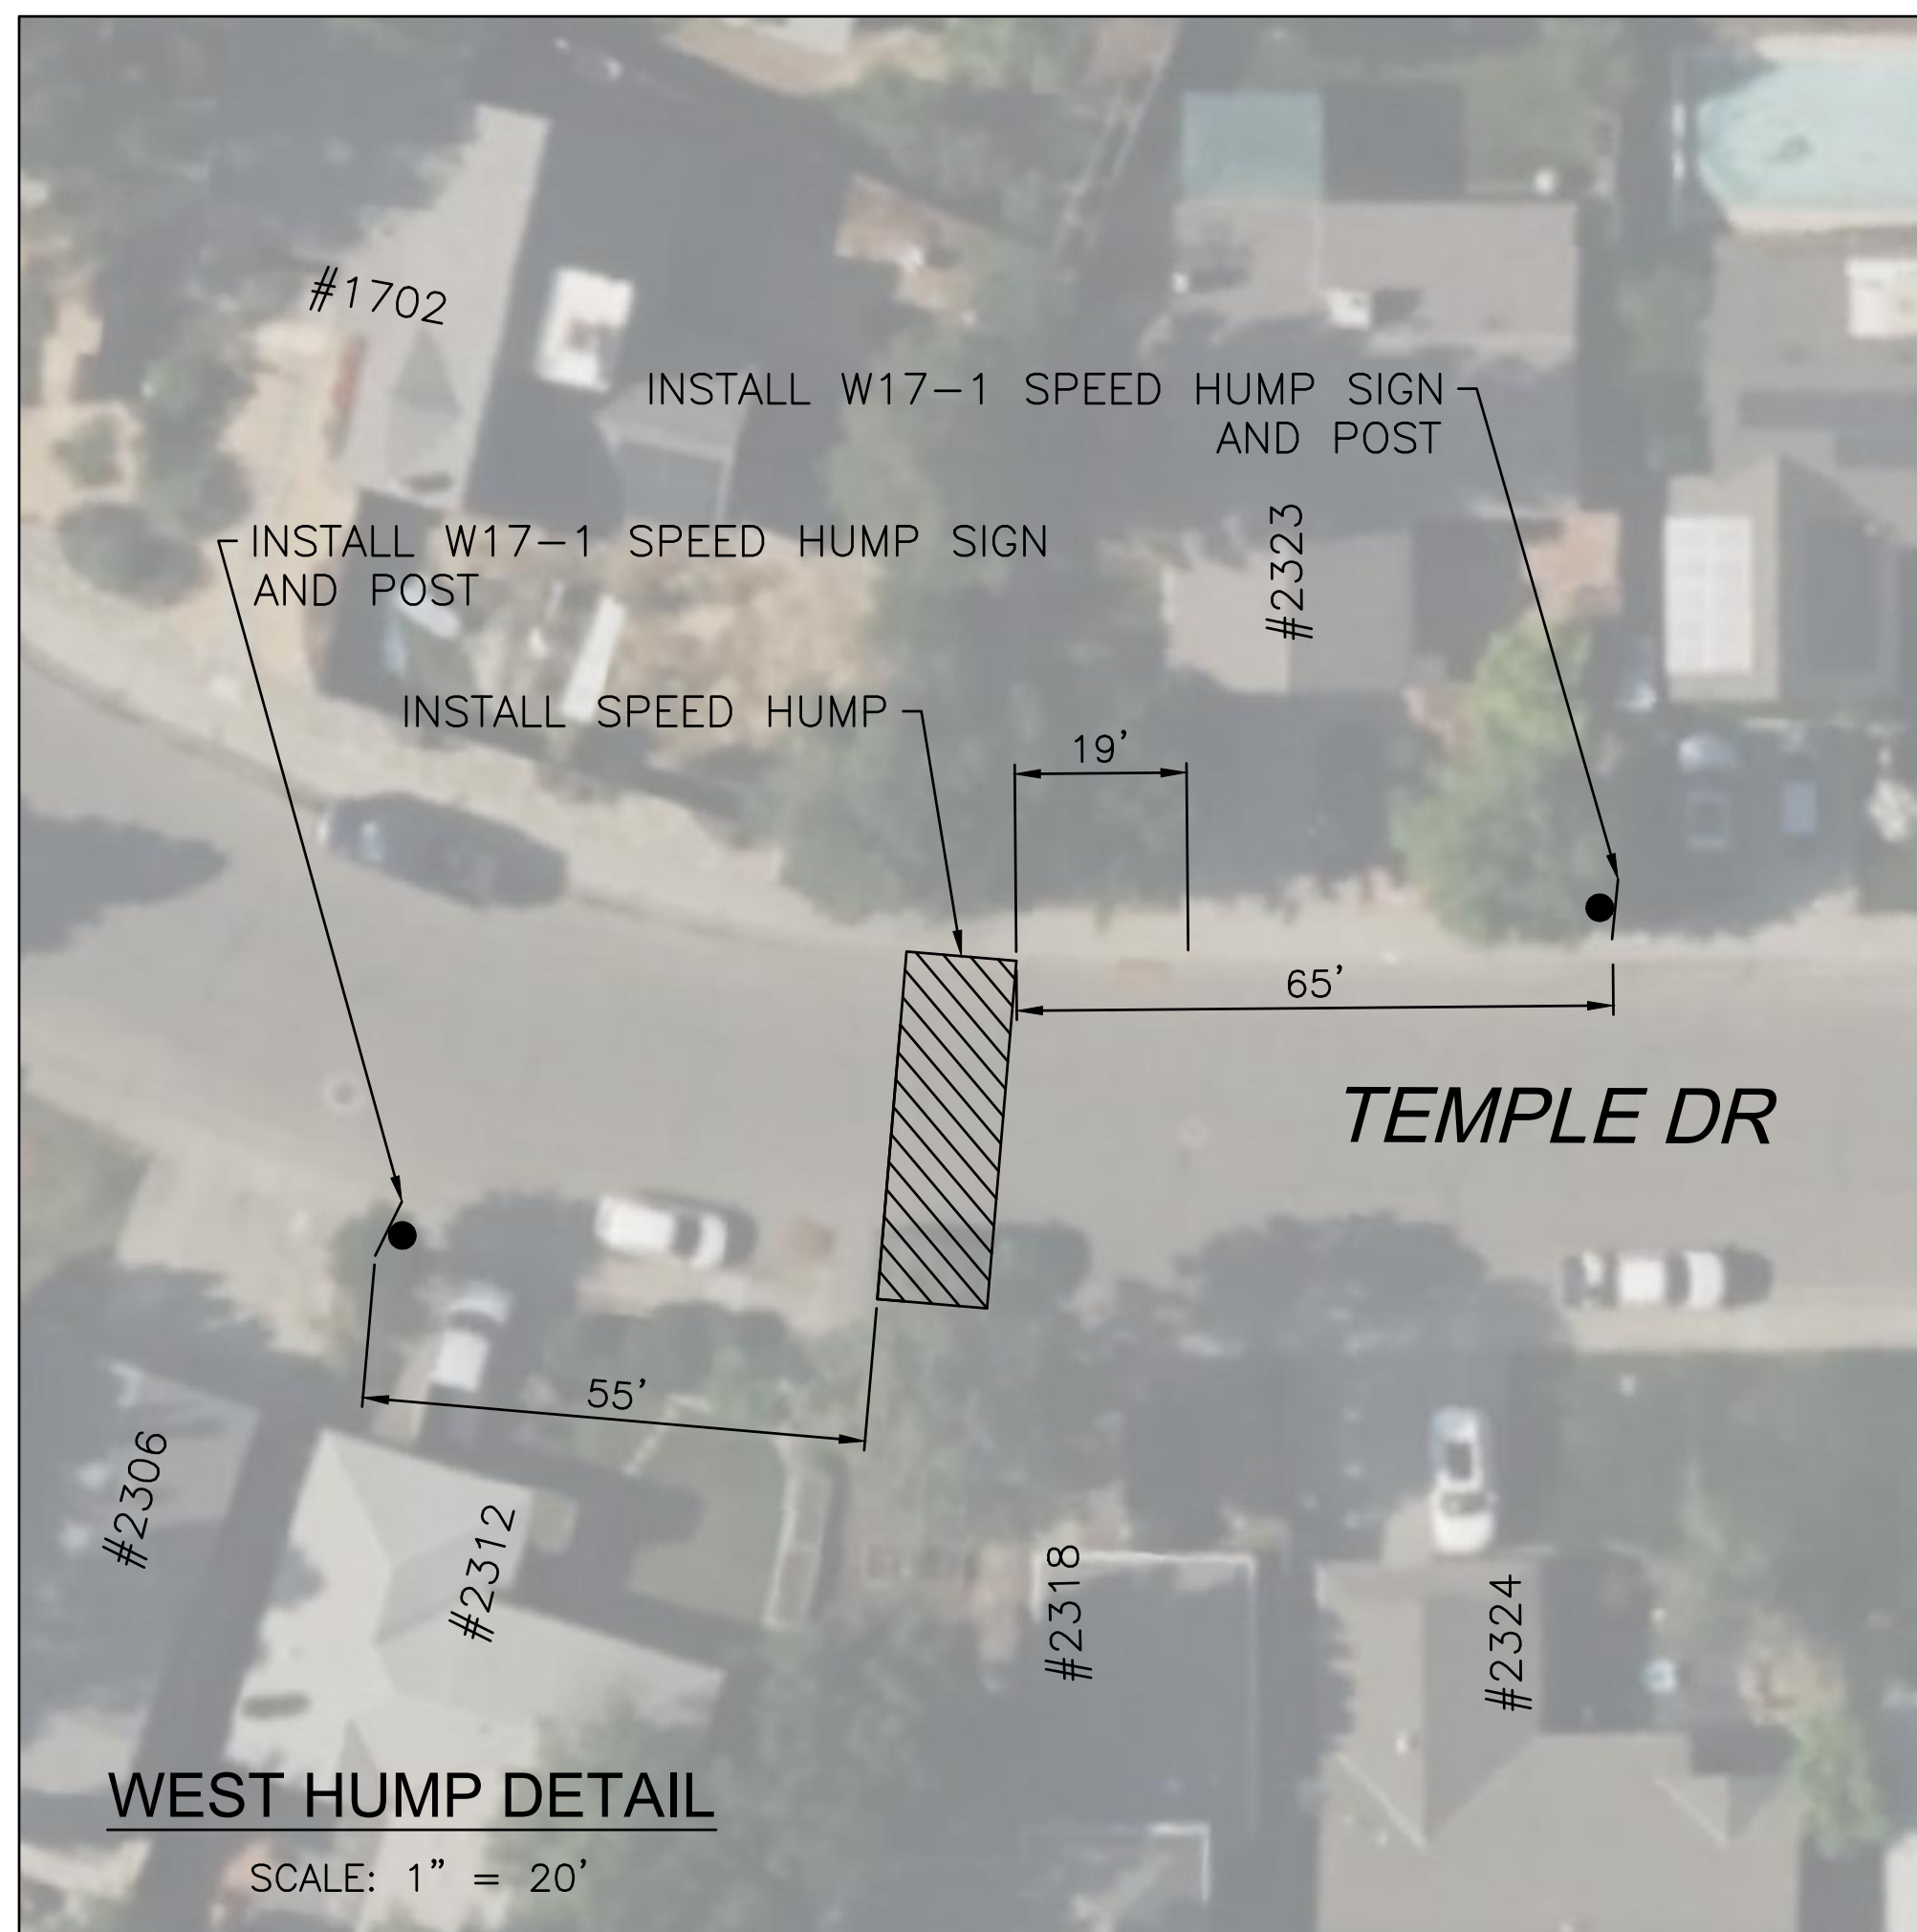 #1702
INSTALL W17-1 SPEED HUMP SIGN
AND POST
#2323
INSTALL W17-1 SPEED HUMP SIGN
AND POST
INSTALL SPEED HUMP
19'
65'
TEMPLE DR
55'
#2306
#2312
#2318
#2324
WEST HUMP DETAIL
SCALE: 1" = 20'